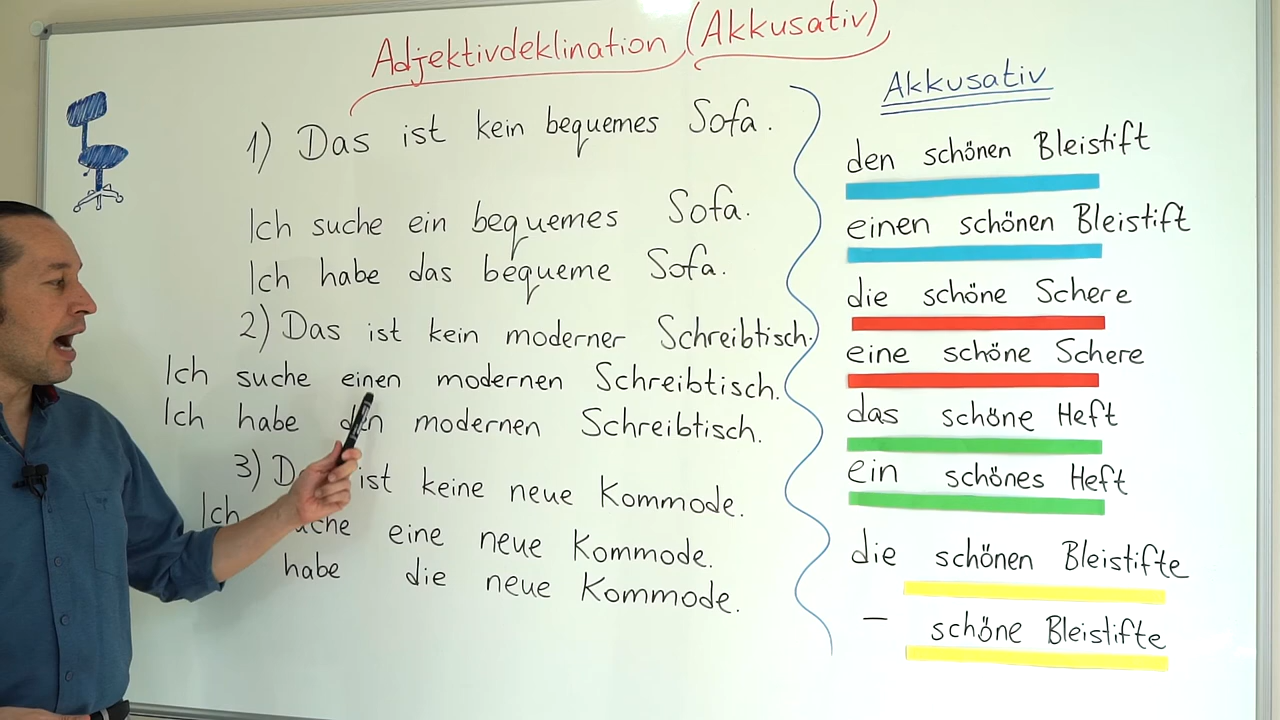 Adjektivdeklination (Akkusativ)
1) Das ist kein bequemes Sofa.
Ich suche ein bequemes Sofa.
Ich habe das bequeme Sofa.
2) Das ist kein moderner Schreibtisch.
Ich suche einen modernen Schreibtisch.
Ich habe den modernen Schreibtisch.
3) ist keine neue Kommode.
Ich eine neue Kommode.
habe die neue Kommode.
Akkusativ
den schönen Bleistift
einen schönen Bleistift
die schöne Schere
eine schöne Schere
das schöne Heft
ein schönes Heft
die schönen Bleistifte
– schöne Bleistifte